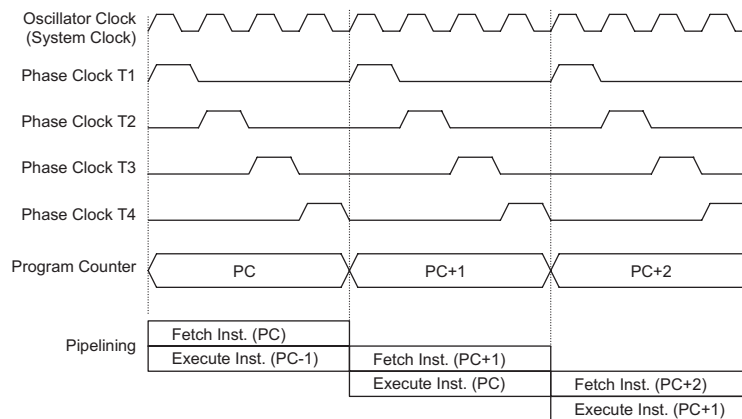 Oscillator Clock
(System Clock)
Phase Clock T1
Phase Clock T2
Phase Clock T3
Phase Clock T4
Program Counter
PC
PC+1
PC+2
Pipelining
Fetch Inst. (PC)
Execute Inst. (PC-1)
Fetch Inst. (PC+1)
Execute Inst. (PC)
Fetch Inst. (PC+2)
Execute Inst. (PC+1)